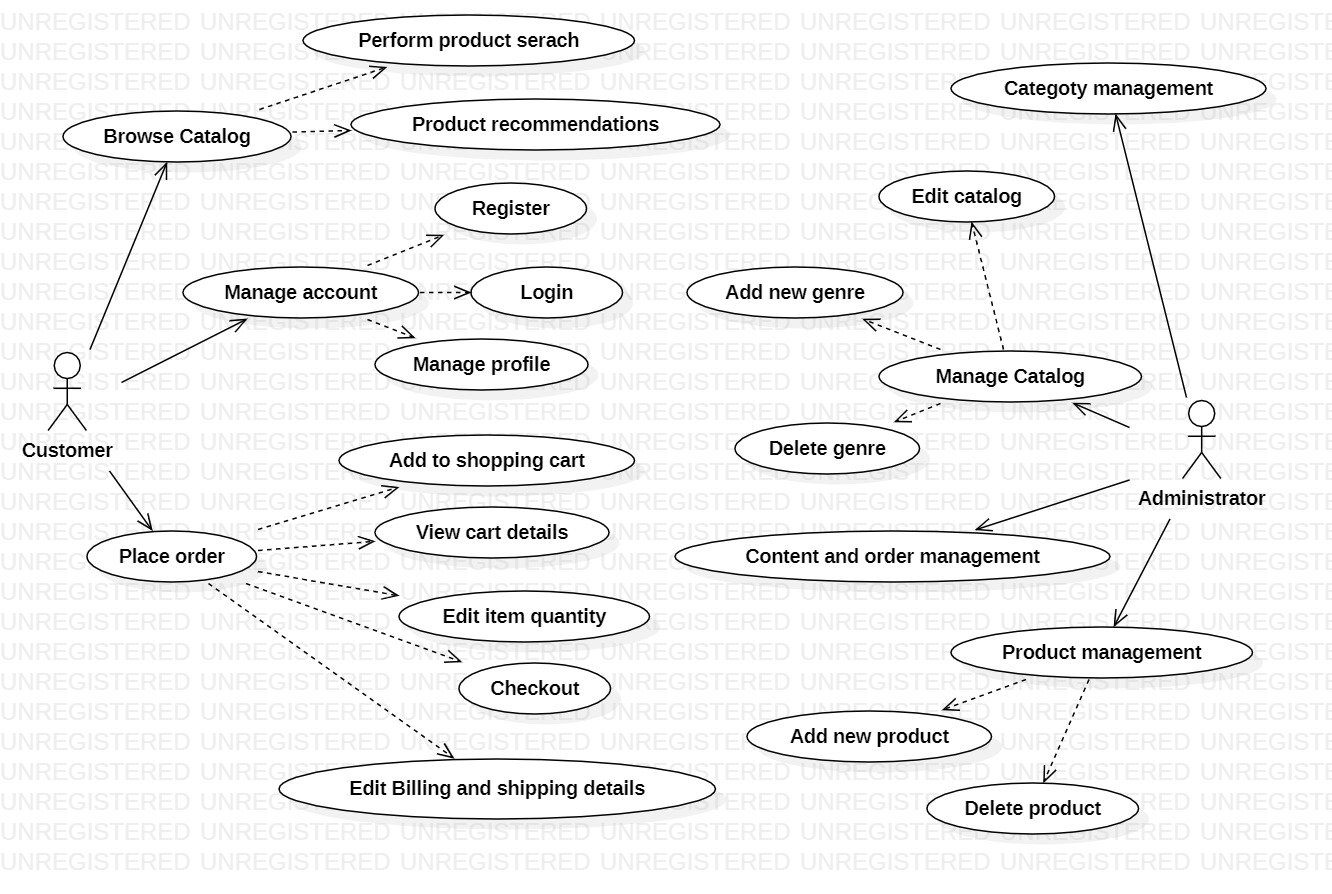 Perform product serach
Categoty management
Product recommendations
Browse Catalog
Edit catalog
Register
Add new genre
Manage account
Login
Manage profile
Manage Catalog
Customer
Delete genre
Add to shopping cart
Administrator
View cart details
Place order
Content and order management
Edit item quantity
Product management
Checkout
Add new product
Edit Billing and shipping details
Delete product
UNREGISTERED